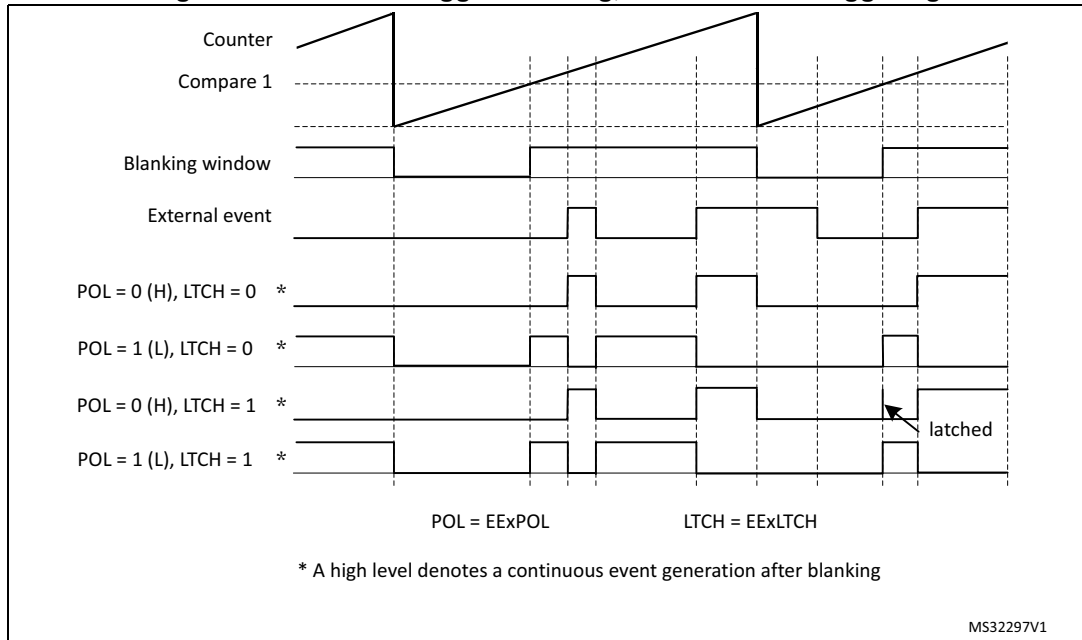 Counter
Compare 1
Blanking window
External event
POL = 0 (H), LTCH = 0 *
POL = 1 (L), LTCH = 0 *
POL = 0 (H), LTCH = 1 *
latched
POL = 1 (L), LTCH = 1 *
POL = EExPOL LTCH = EExLTCH
* A high level denotes a continuous event generation after blanking
MS32297V1